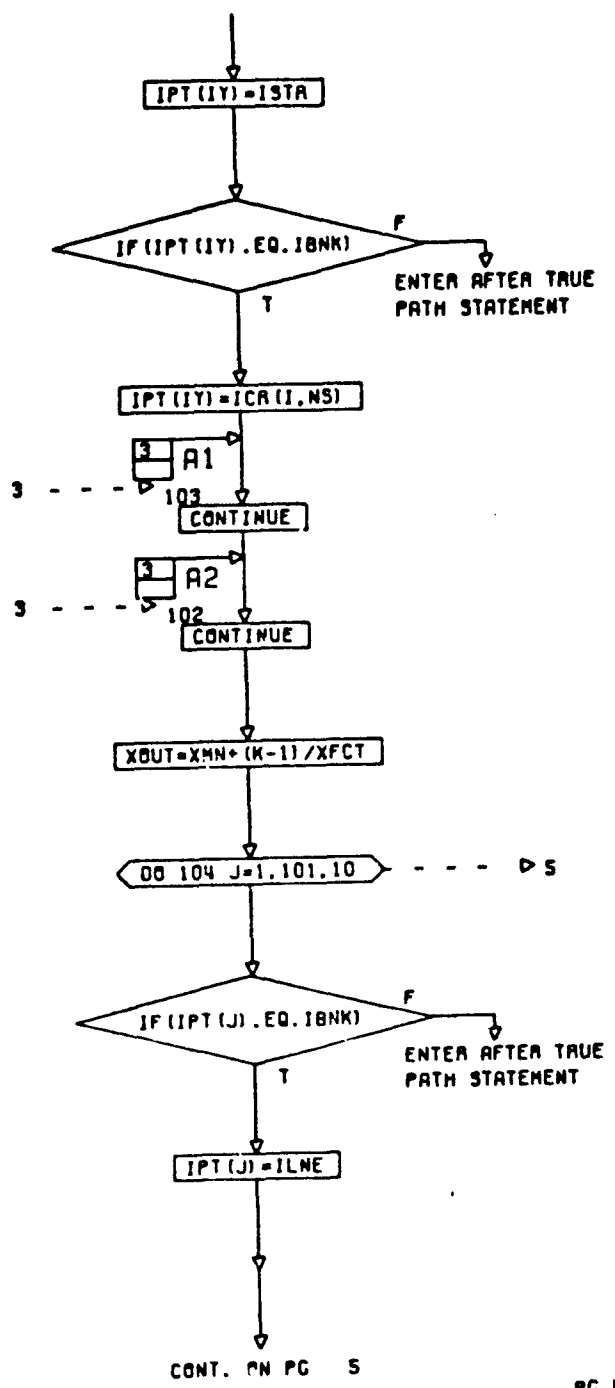 IPT(IY)=ISTR
IF(IPT(IY).EQ.IBNK)
F
ENTER AFTER TRUE
PATH STATEMENT
T
IPT(IY)=ICR(I,NS)
3
A1
3
103
CONTINUE
3
A2
3
102
CONTINUE
XOUT=XMN+(K-1)/XFCT
DO 104 J=1,101,10
5
IF(IPT(J).EQ.IBNK)
F
ENTER AFTER TRUE
PATH STATEMENT
T
IPT(J)=ILNE
CONT. ON PG 5
PG